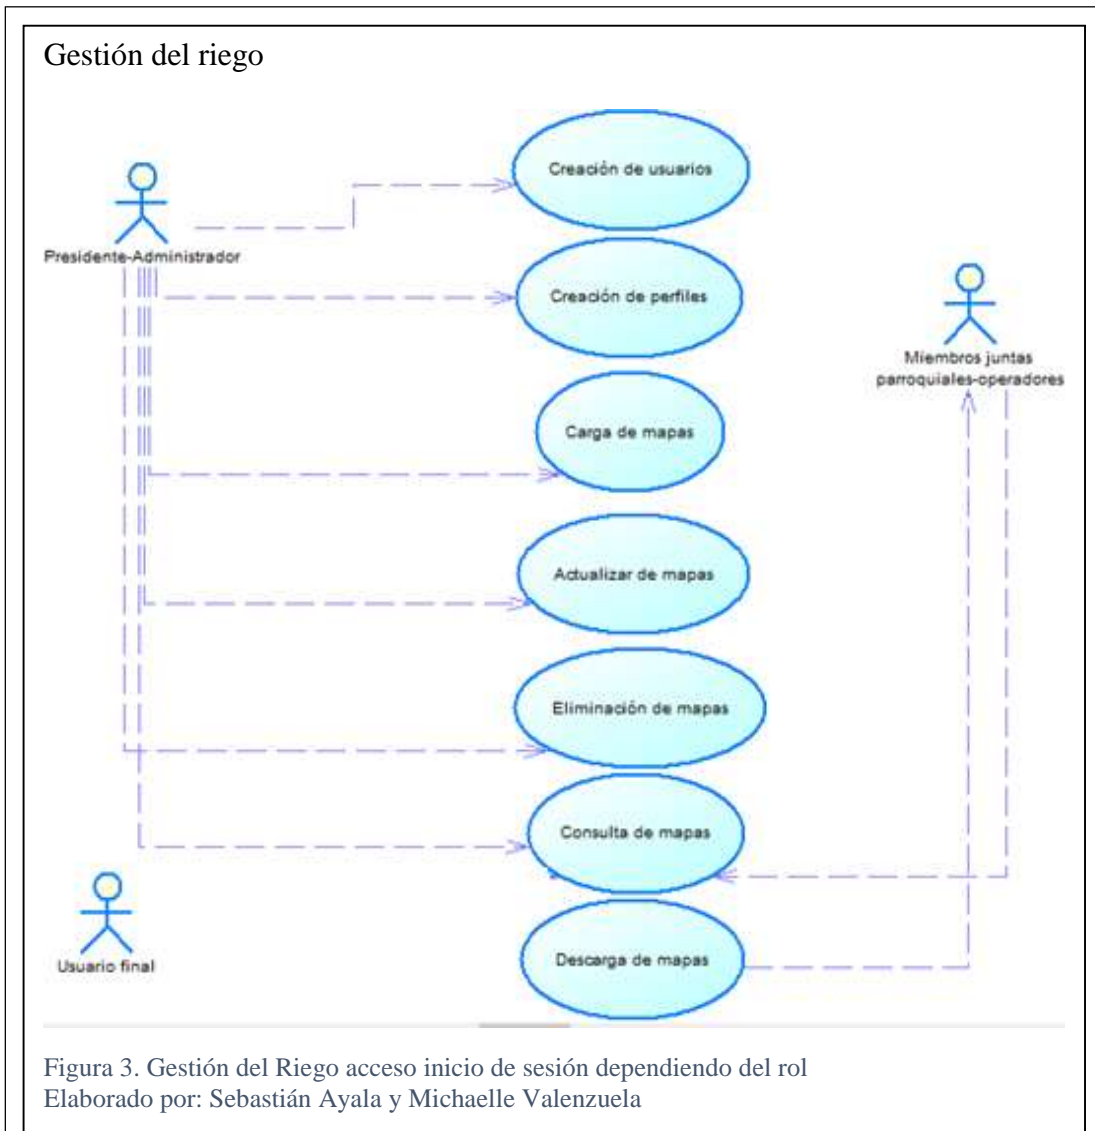 Gestión del riego
Creación de usuarios
Presidente-Administrador
Creación de perfiles
Miembros juntas
parroquiales-operadores
Carga de mapas
Actualizar de mapas
Eliminación de mapas
Consulta de mapas
Usuario final
Descarga de mapas
Figura 3. Gestión del Riego acceso inicio de sesión dependiendo del rol
Elaborado por: Sebastián Ayala y Michaelle Valenzuela